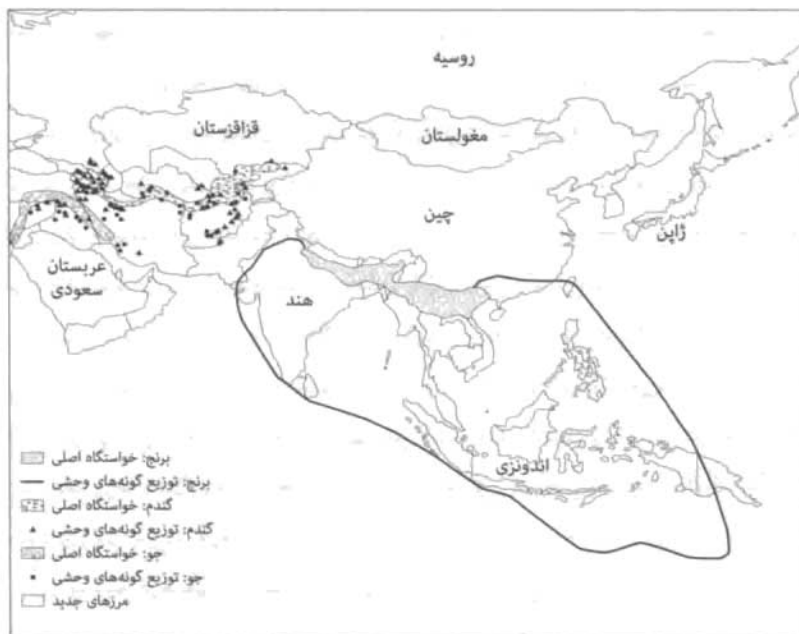 روسیه
قزاقزستان
مغولستان
چین
ژاپن
عربستان
سعودی
هند
اندونزی
برنج: خواستگاه اصلی
برنج: توزیع گونه‌های وحشی
گندم: خواستگاه اصلی
گندم: توزیع گونه‌های وحشی
جو: خواستگاه اصلی
جو: توزیع گونه‌های وحشی
مرزهای جدید